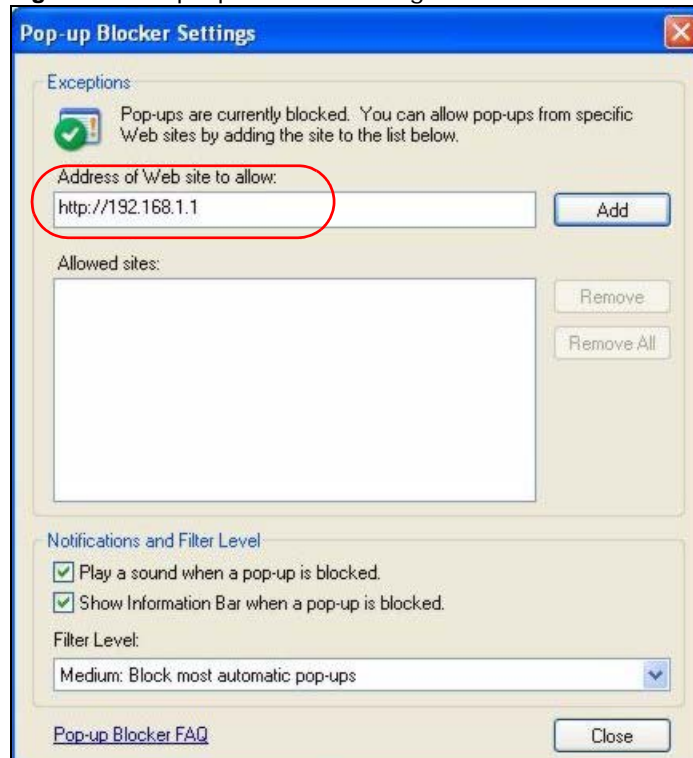 Pop-up Blocker Settings
Exceptions
Pop-ups are currently blocked. You can allow pop-ups from specific
Web sites by adding the site to the list below.
Address of Web site to allow:
http://192.168.1.1
Add
Allowed sites:
Remove
Remove All
Notifications and Filter Level
Play a sound when a pop-up is blocked.
Show Information Bar when a pop-up is blocked.
Filter Level:
Medium: Block most automatic pop-ups
Pop-up Blocker FAQ
Close